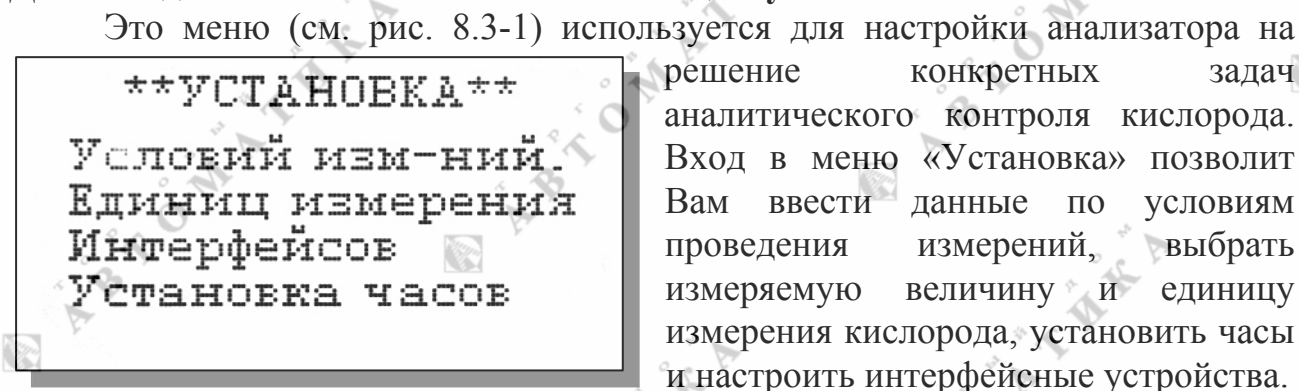 Это меню (см. рис. 8.3-1) используется для настройки анализатора на
**УСТАНОВКА**
Условий изм-ний.
Единиц измерения
Интерфейсов
Установка часов
решение конкретных задач
аналитического контроля кислорода.
Вход в меню «Установка» позволит
Вам ввести данные по условиям
проведения измерений, выбрать
измеряемую величину и единицу
измерения кислорода, установить часы
и настроить интерфейсные устройства.